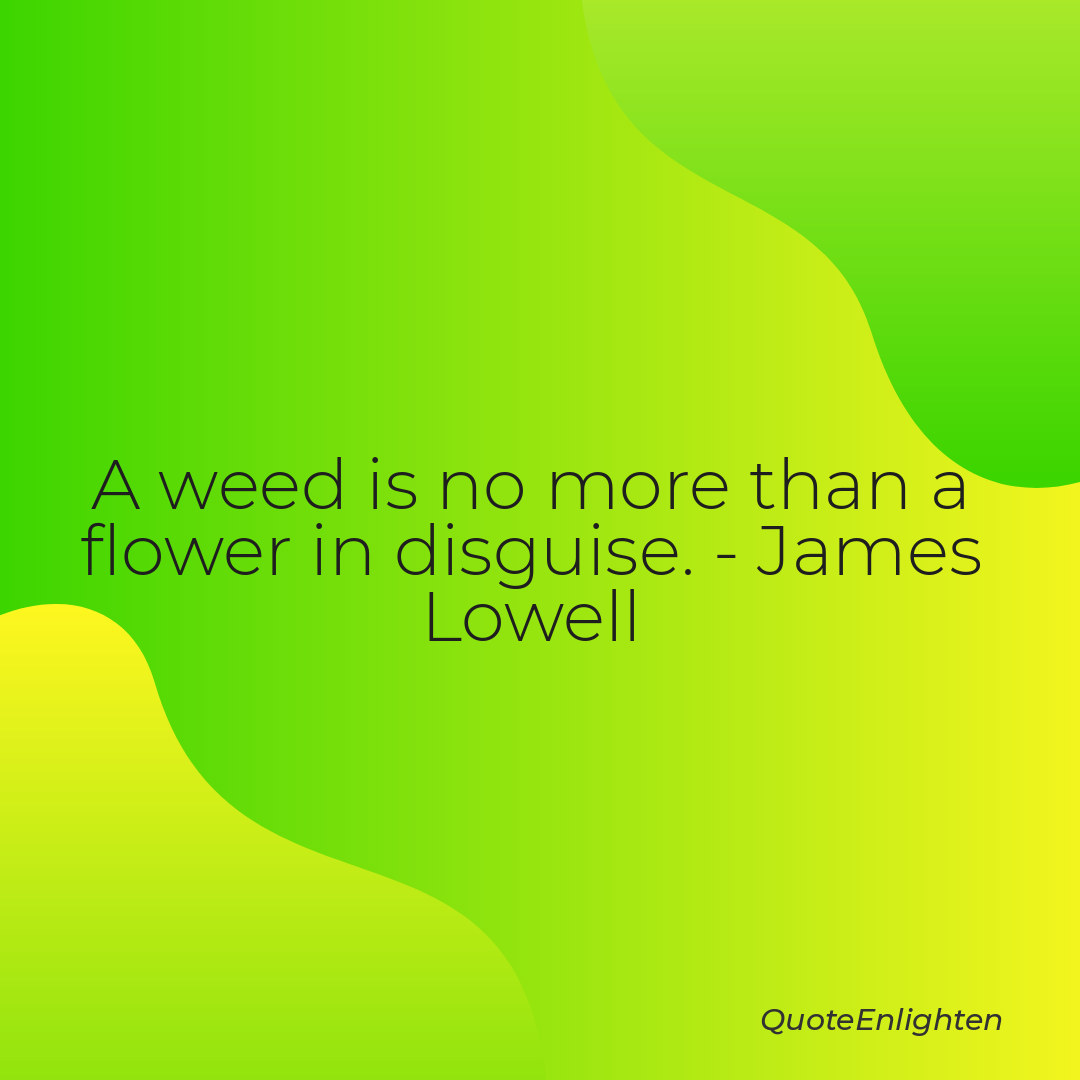 A weed is no more than a
flower in disguise. - James
Lowell
QuoteEnlighten